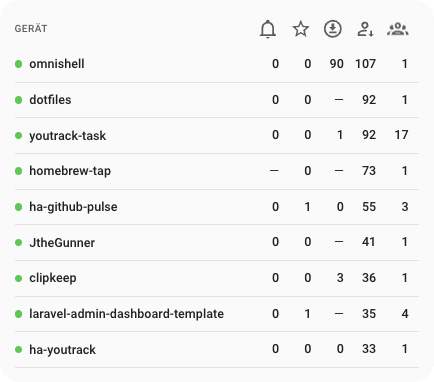 GERÄT
omnishell 0 0 90 107 1
dotfiles 0 0 – 92 1
youtrack-task 0 0 1 92 17
homebrew-tap – 0 – 73 1
ha-github-pulse 0 1 0 55 3
JtheGunner 0 0 – 41 1
clipkeep 0 0 3 36 1
laravel-admin-dashboard-template 0 1 – 35 4
ha-youtrack 0 0 0 33 1